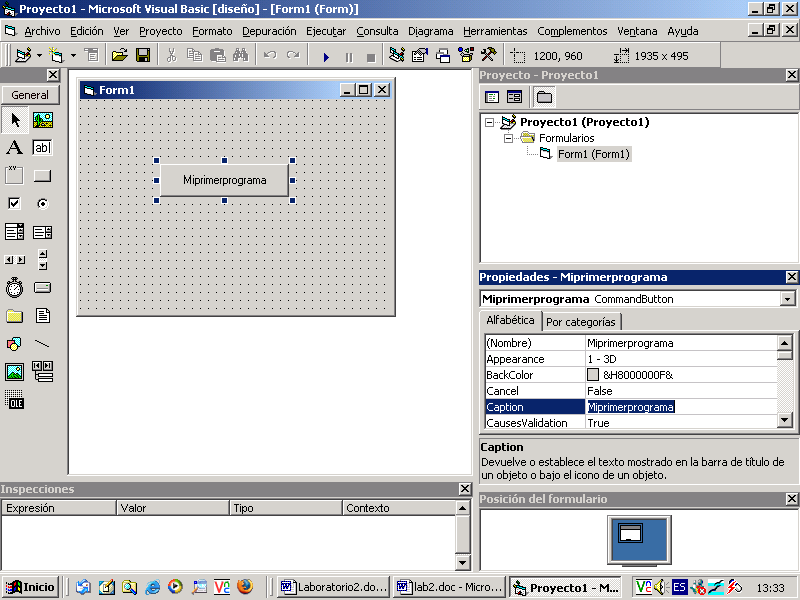 Proyecto1 - Microsoft Visual Basic [diseño] - [Form1 (Form)]
Archivo Edición Ver Proyecto Formato Depuración Ejecutar Consulta Diagrama Herramientas Complementos Ventana Ayuda
1200, 960 1935 x 495
General
A ab|
XY
OLE
Form1
Miprimerprograma
Proyecto - Proyecto1
Proyecto1 (Proyecto1)
Formularios
Form1 (Form1)
Propiedades - Miprimerprograma
Miprimerprograma CommandButton
Alfabética Por categorías
(Nombre) Miprimerprograma
Appearance 1 - 3D
BackColor &H8000000F&
Cancel False
Caption Miprimerprograma
CausesValidation True
Caption
Devuelve o establece el texto mostrado en la barra de título de
un objeto o bajo el icono de un objeto.
Inspecciones
Expresión Valor Tipo Contexto
Posición del formulario
Inicio Laboratorio2.do... lab2.doc - Micros... Proyecto1 - M... ES 13:33